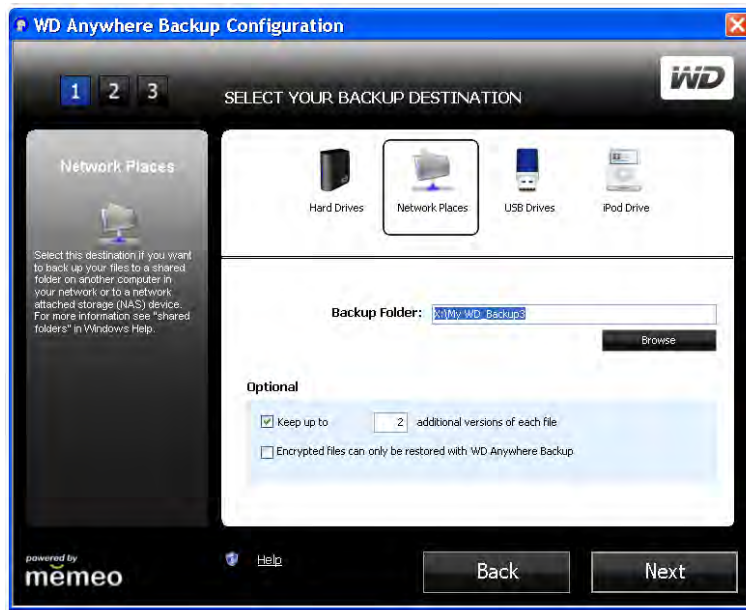 WD Anywhere Backup Configuration
1 2 3
SELECT YOUR BACKUP DESTINATION
WD
Network Places
Select this destination if you want
to back up your files to a shared
folder on another computer in
your network or to a network
attached storage (NAS) device.
For more information see "shared
folders" in Windows Help.
Hard Drives
Network Places
USB Drives
iPod Drive
Backup Folder: X:\My WD_Backup3
Browse
Optional
Keep up to 2 additional versions of each file
Encrypted files can only be restored with WD Anywhere Backup
powered by
mĕmeo
Help
Back
Next